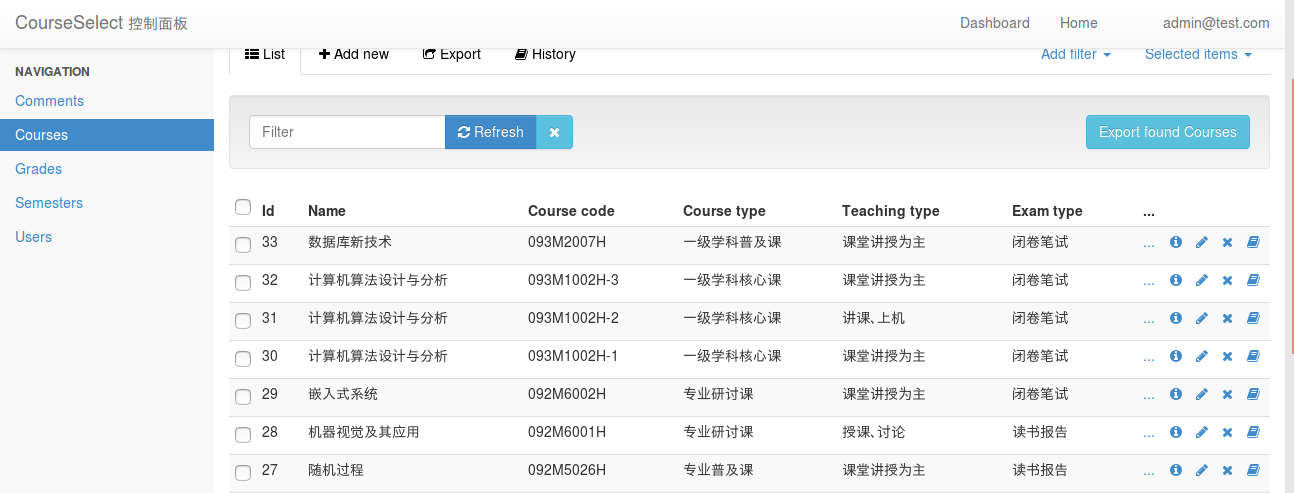 CourseSelect 控制面板 Dashboard Home admin@test.com
List Add new Export History Add filter Selected items
NAVIGATION
Comments
Courses
Grades
Semesters
Users
Filter Refresh Export found Courses
Id Name Course code Course type Teaching type Exam type ...
33 数据库新技术 093M2007H 一级学科普及课 课堂讲授为主 闭卷笔试 ...
32 计算机算法设计与分析 093M1002H-3 一级学科核心课 课堂讲授为主 闭卷笔试 ...
31 计算机算法设计与分析 093M1002H-2 一级学科核心课 讲课、上机 闭卷笔试 ...
30 计算机算法设计与分析 093M1002H-1 一级学科核心课 课堂讲授为主 闭卷笔试 ...
29 嵌入式系统 092M6002H 专业研讨课 课堂讲授为主 闭卷笔试 ...
28 机器视觉及其应用 092M6001H 专业研讨课 授课、讨论 读书报告 ...
27 随机过程 092M5026H 专业普及课 课堂讲授为主 读书报告 ...